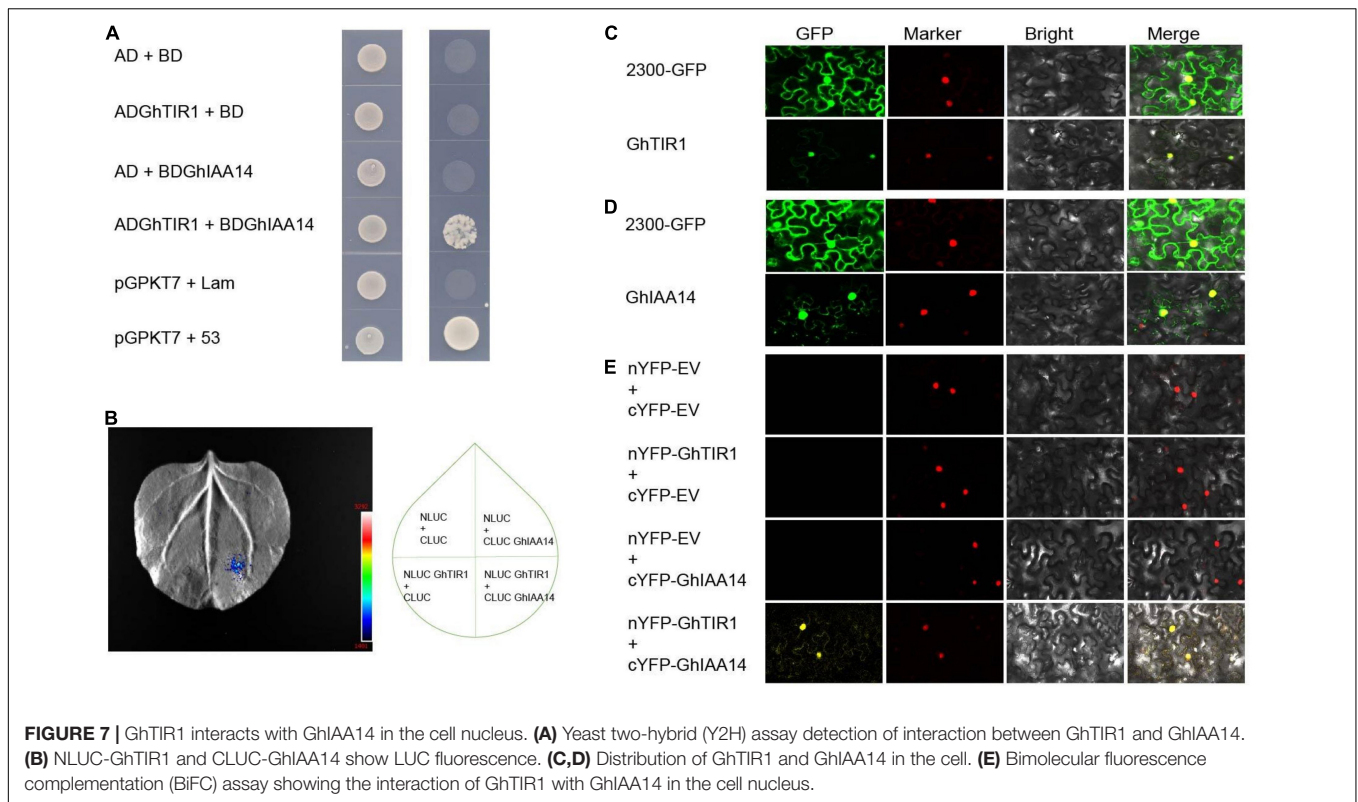 A
AD + BD
ADGhTIR1 + BD
AD + BDGhIAA14
ADGhTIR1 + BDGhIAA14
pGPKT7 + Lam
pGPKT7 + 53
B
NLUC
+
CLUC
NLUC
+
CLUC GhIAA14
NLUC GhTIR1
+
CLUC
NLUC GhTIR1
+
CLUC GhIAA14
C
GFP
Marker
Bright
Merge
2300-GFP
GhTIR1
D
2300-GFP
GhIAA14
E
nYFP-EV
+
cYFP-EV
nYFP-GhTIR1
+
cYFP-EV
nYFP-EV
+
cYFP-GhIAA14
nYFP-GhTIR1
+
cYFP-GhIAA14
FIGURE 7 | GhTIR1 interacts with GhIAA14 in the cell nucleus. (A) Yeast two-hybrid (Y2H) assay detection of interaction between GhTIR1 and GhIAA14.
(B) NLUC-GhTIR1 and CLUC-GhIAA14 show LUC fluorescence. (C,D) Distribution of GhTIR1 and GhIAA14 in the cell. (E) Bimolecular fluorescence
complementation (BiFC) assay showing the interaction of GhTIR1 with GhIAA14 in the cell nucleus.